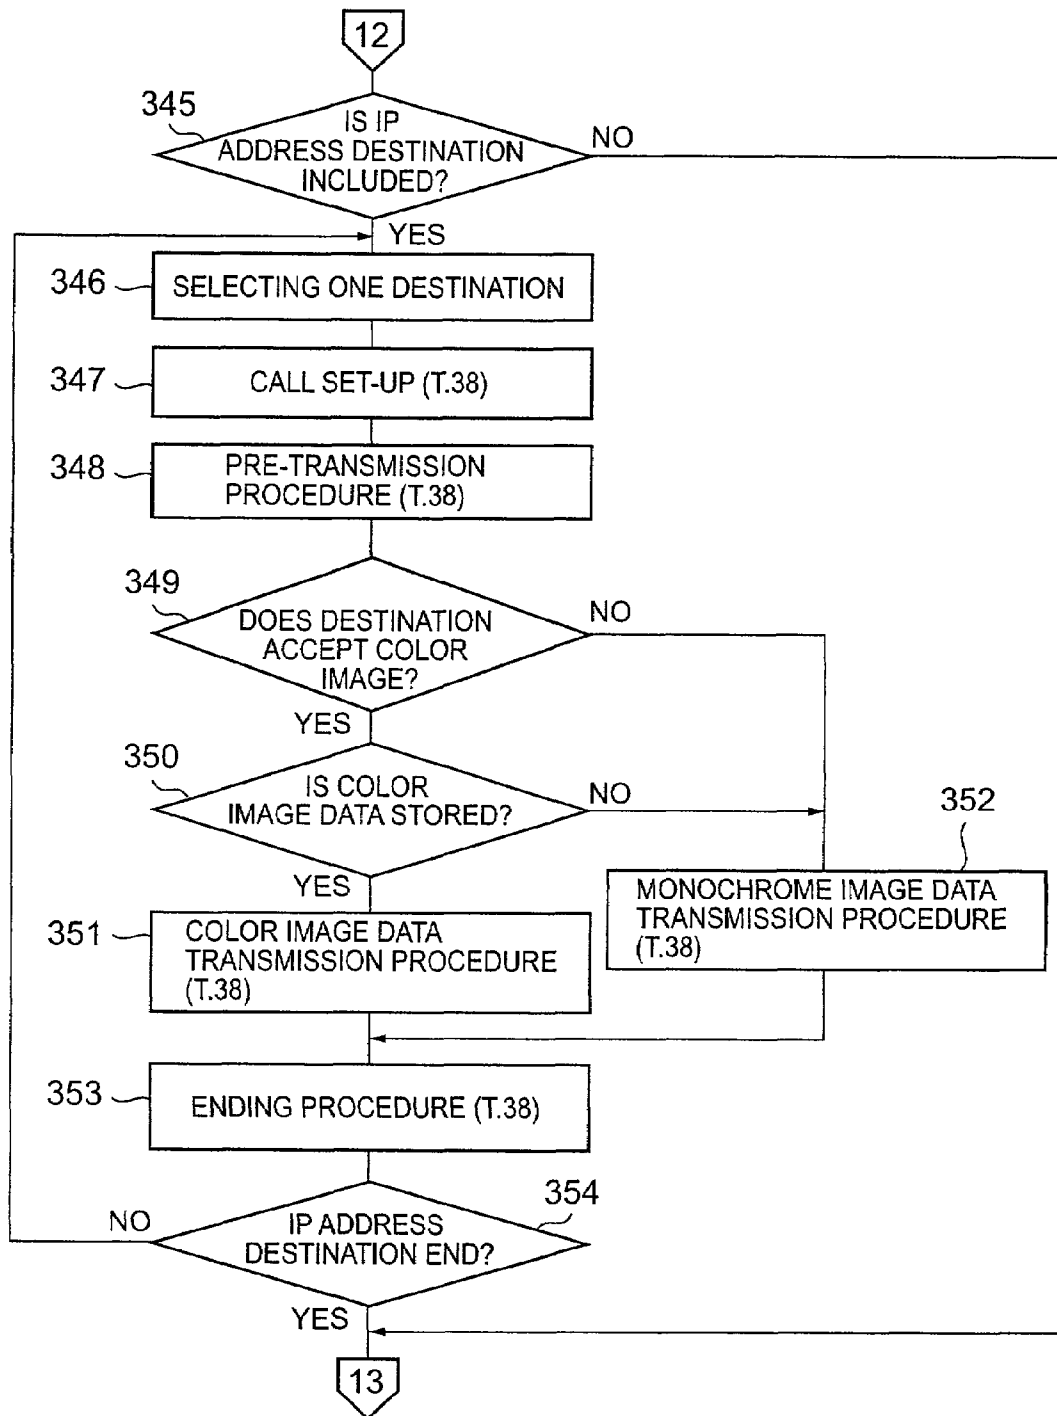 12
345
IS IP
ADDRESS DESTINATION
INCLUDED?
NO
YES
346
SELECTING ONE DESTINATION
347
CALL SET-UP (T.38)
348
PRE-TRANSMISSION
PROCEDURE (T.38)
349
DOES DESTINATION
ACCEPT COLOR
IMAGE?
NO
YES
350
IS COLOR
IMAGE DATA STORED?
NO
YES
352
MONOCHROME IMAGE DATA
TRANSMISSION PROCEDURE
(T.38)
351
COLOR IMAGE DATA
TRANSMISSION PROCEDURE
(T.38)
353
ENDING PROCEDURE (T.38)
354
IP ADDRESS
DESTINATION END?
NO
YES
13